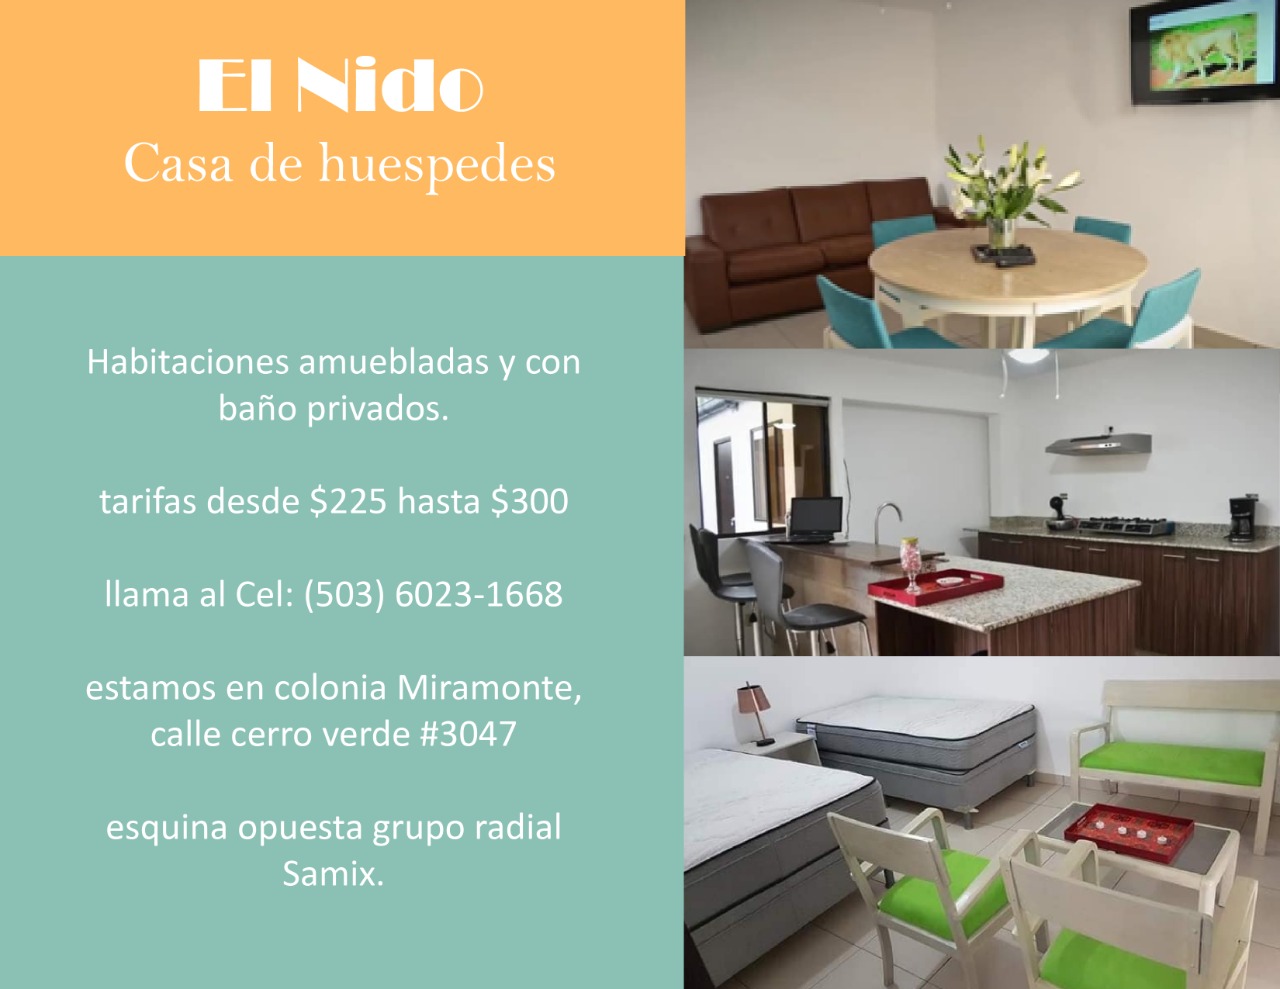 El Nido
Casa de huespedes
Habitaciones amuebladas y con
baño privados.
tarifas desde $225 hasta $300
llama al Cel: (503) 6023-1668
estamos en colonia Miramonte,
calle cerro verde #3047
esquina opuesta grupo radial
Samix.